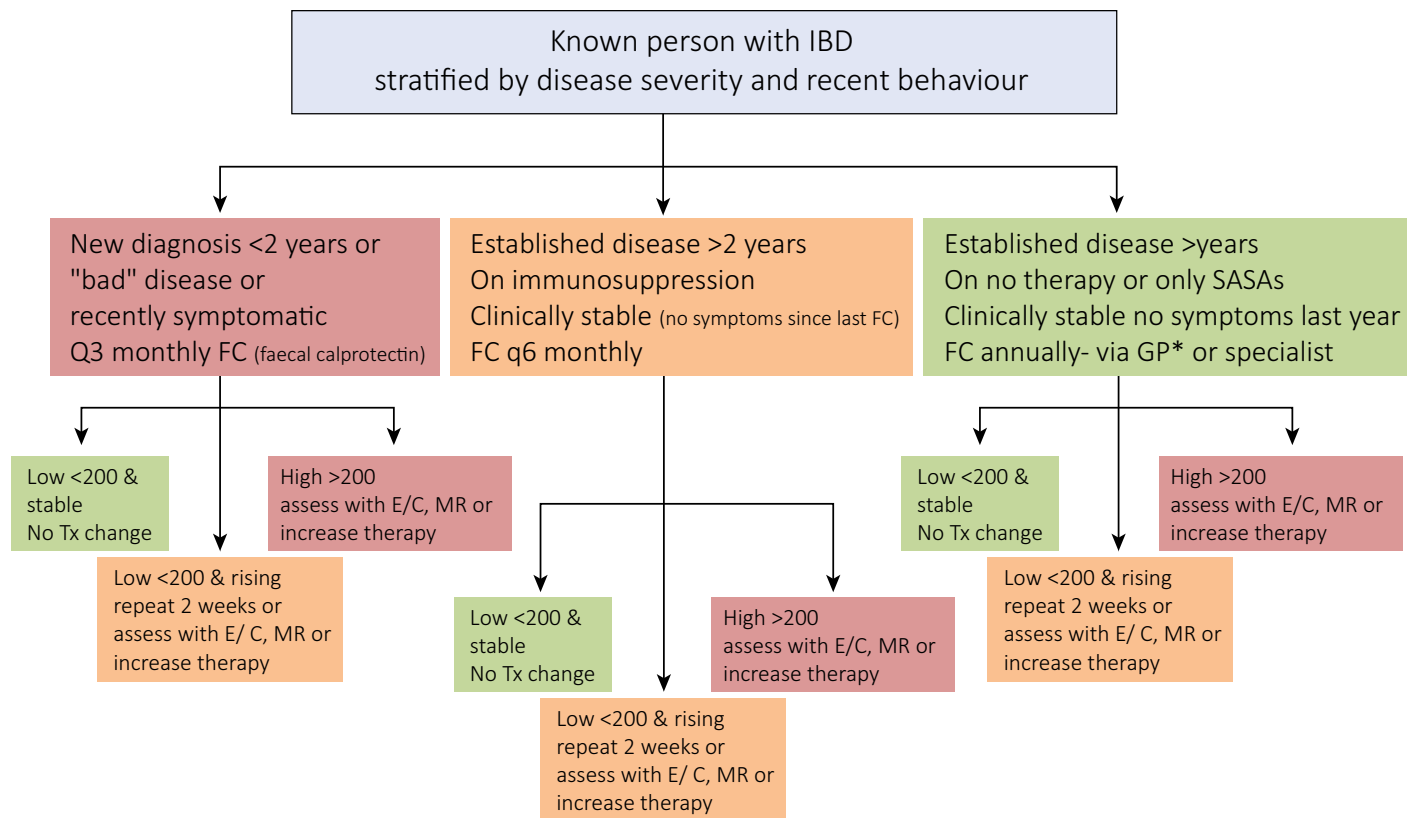 Known person with IBD
stratified by disease severity and recent behaviour
New diagnosis <2 years or
"bad" disease or
recently symptomatic
Q3 monthly FC (faecal calprotectin)
Established disease >2 years
On immunosuppression
Clinically stable (no symptoms since last FC)
FC q6 monthly
Established disease >years
On no therapy or only SASAs
Clinically stable no symptoms last year
FC annually- via GP* or specialist
Low <200 &
stable
No Tx change
High >200
assess with E/C, MR or
increase therapy
Low <200 & rising
repeat 2 weeks or
assess with E/ C, MR or
increase therapy
Low <200 &
stable
No Tx change
High >200
assess with E/C, MR or
increase therapy
Low <200 & rising
repeat 2 weeks or
assess with E/ C, MR or
increase therapy
Low <200 &
stable
No Tx change
High >200
assess with E/C, MR or
increase therapy
Low <200 & rising
repeat 2 weeks or
assess with E/ C, MR or
increase therapy